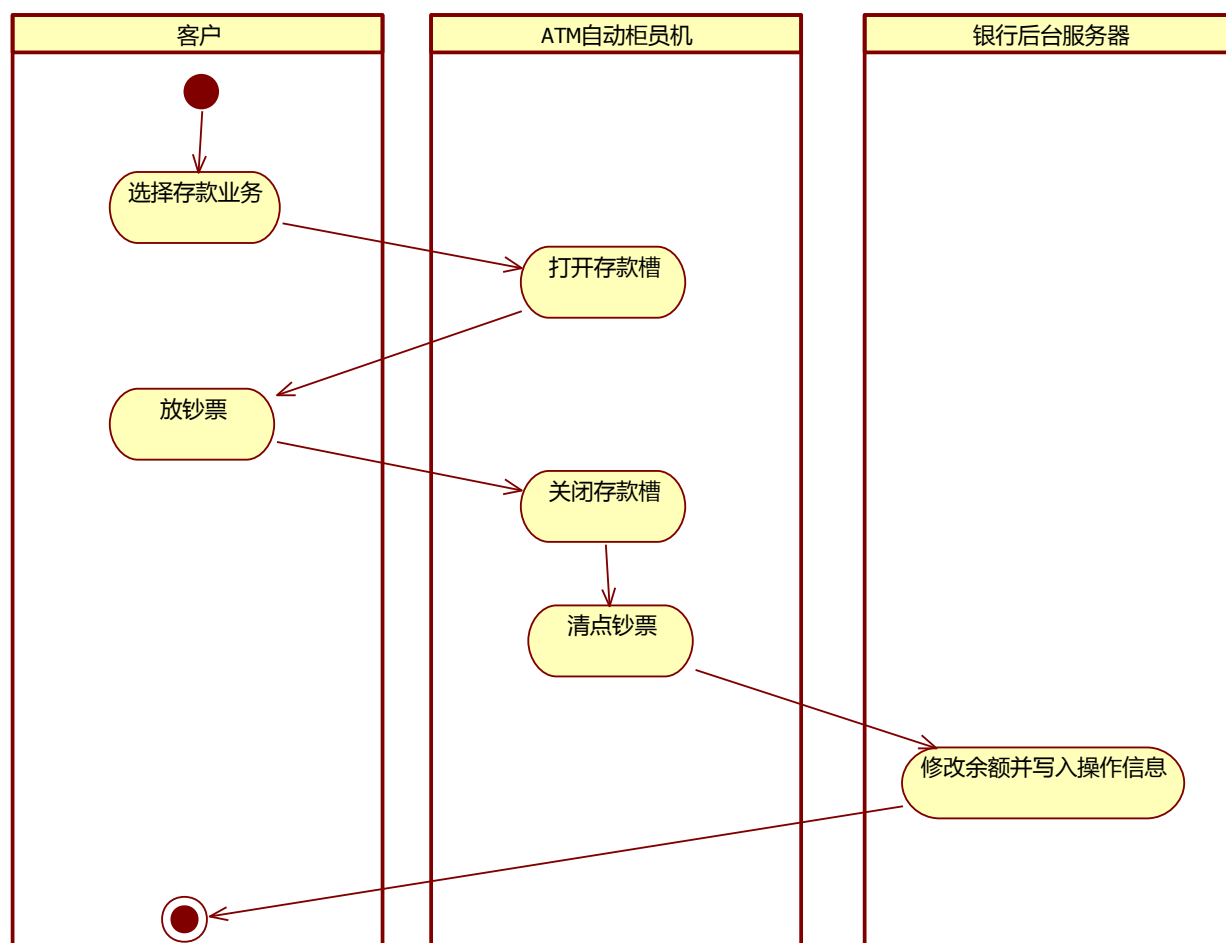 客户
ATM自动柜员机
银行后台服务器
选择存款业务
打开存款槽
放钞票
关闭存款槽
清点钞票
修改余额并写入操作信息